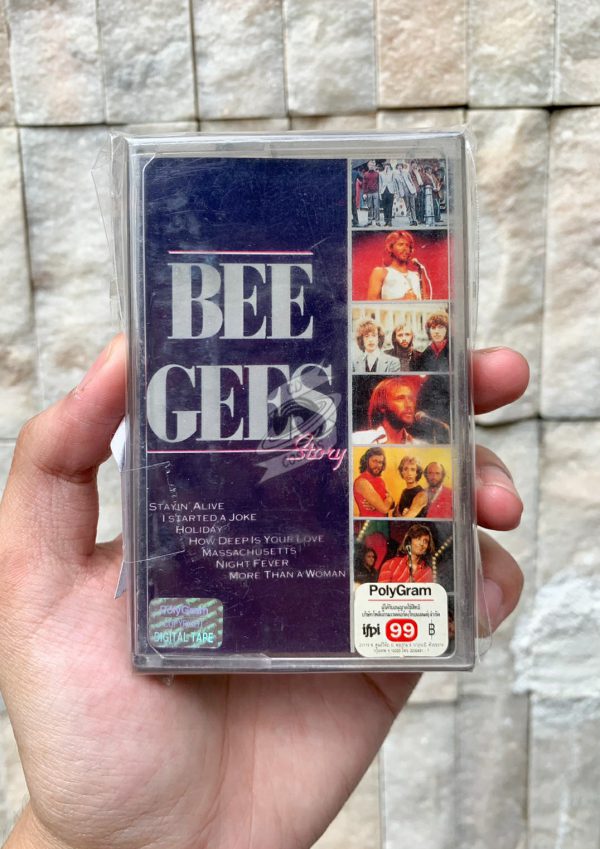 BEE
GEES
Story
STAYIN' ALIVE
I STARTED A JOKE
HOLIDAY
HOW DEEP IS YOUR LOVE
MASSACHUSETTS
NIGHT FEVER
MORE THAN A WOMAN
PolyGram
DIGITAL TAPE
PolyGram
ifpi 99 B